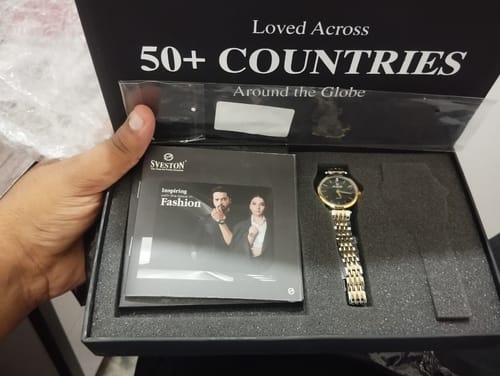 Loved Across
50+ COUNTRIES
Around the Globe
SVESTON
Inspiring
Fashion